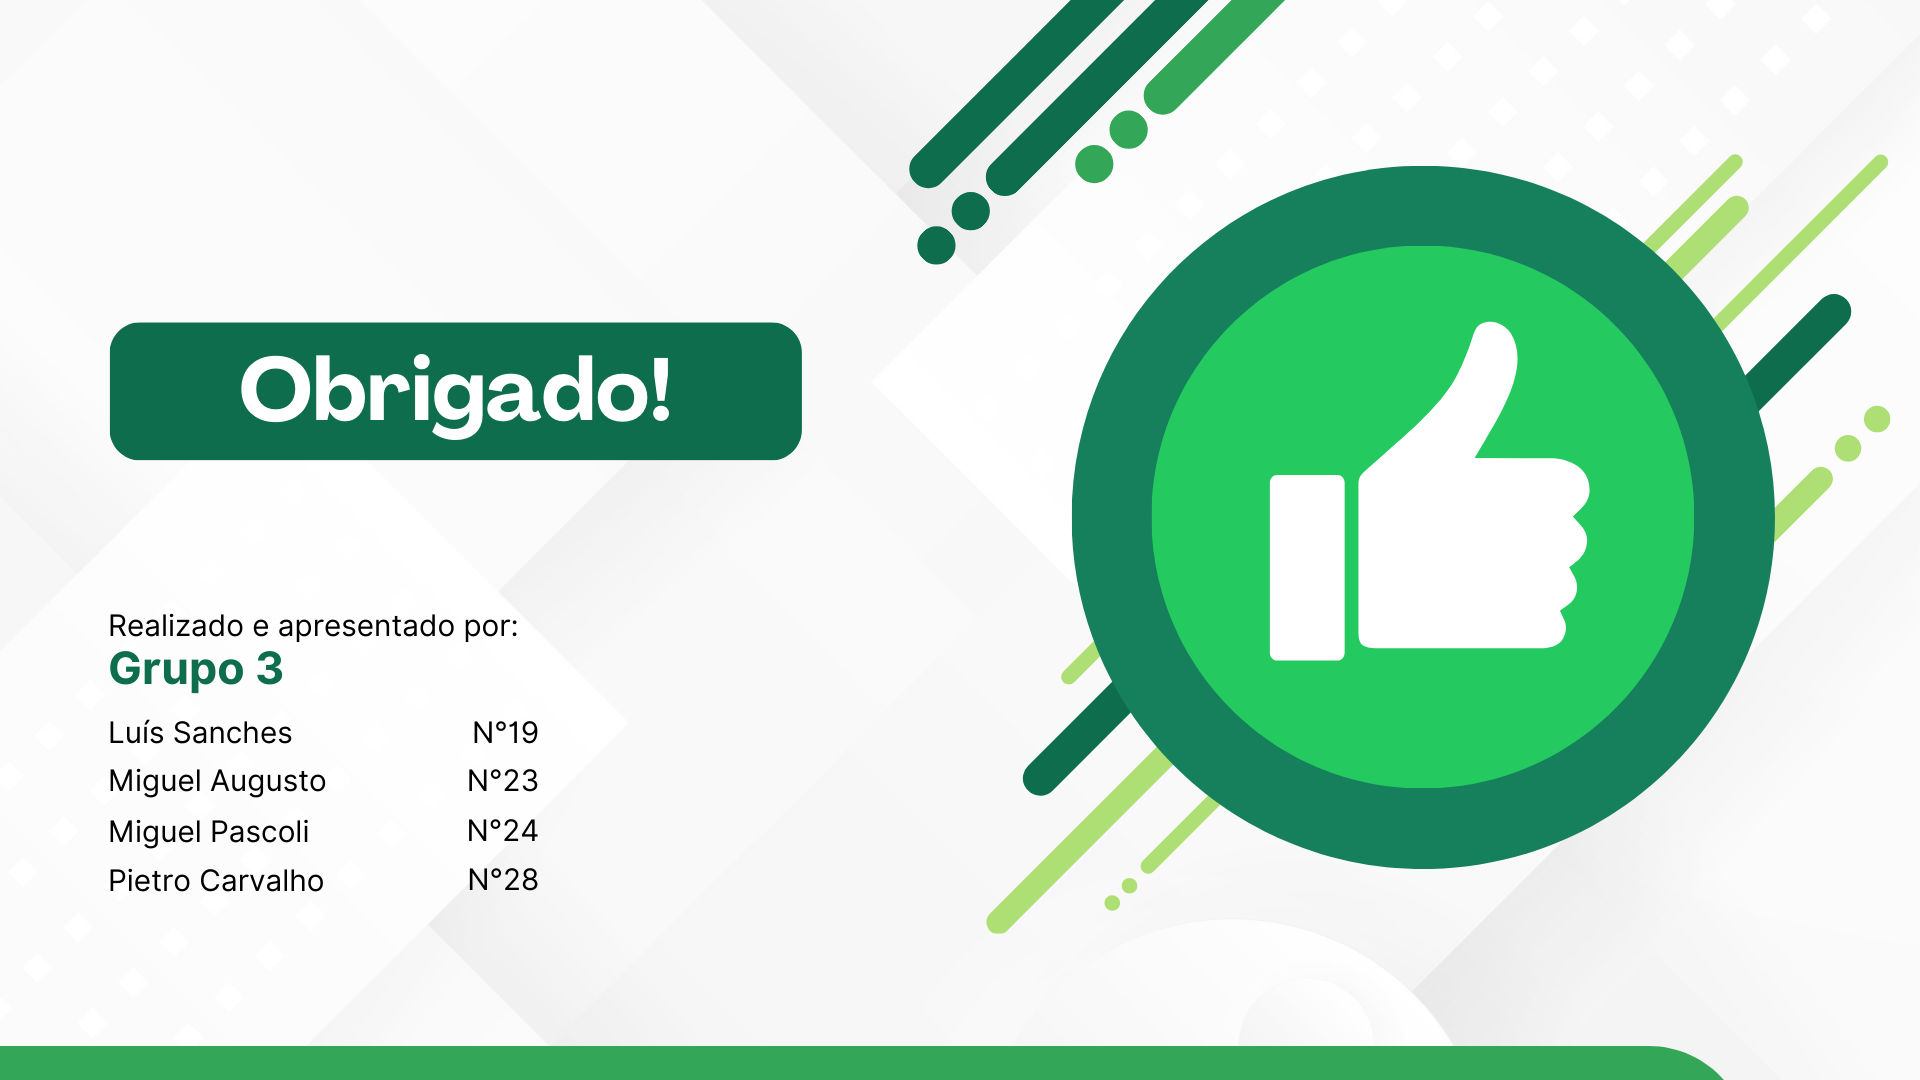 Obrigado!
Realizado e apresentado por:
Grupo 3
Luís Sanches N°19
Miguel Augusto N°23
Miguel Pascoli N°24
Pietro Carvalho N°28